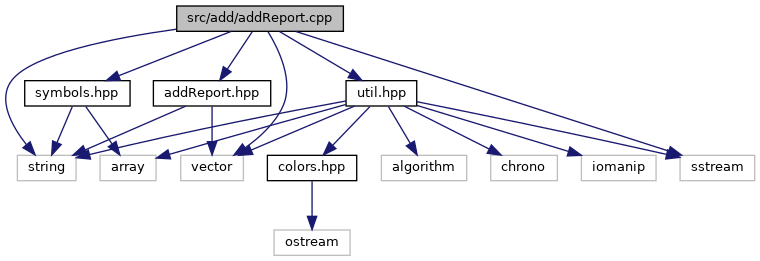 src/add/addReport.cpp
symbols.hpp
addReport.hpp
util.hpp
string
array
vector
colors.hpp
algorithm
chrono
iomanip
sstream
ostream